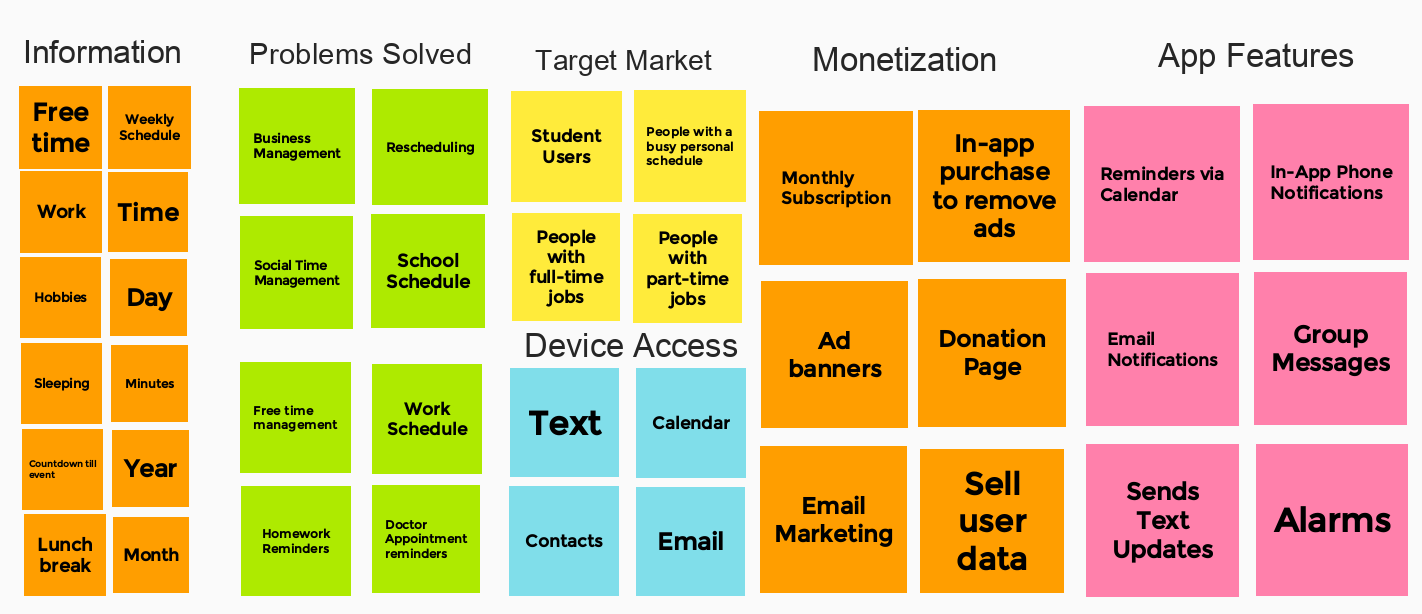 Information
Free
time
Weekly
Schedule
Work
Time
Hobbies
Day
Sleeping
Minutes
Countdown till
event
Year
Lunch
break
Month
Problems Solved
Business
Management
Rescheduling
Social Time
Management
School
Schedule
Free time
management
Work
Schedule
Homework
Reminders
Doctor
Appointment
reminders
Target Market
Student
Users
People with a
busy personal
schedule
People
with
full-time
jobs
People
with
part-time
jobs
Device Access
Text
Calendar
Contacts
Email
Monetization
Monthly
Subscription
In-app
purchase
to remove
ads
Ad
banners
Donation
Page
Email
Marketing
Sell
user
data
App Features
Reminders via
Calendar
In-App Phone
Notifications
Email
Notifications
Group
Messages
Sends
Text
Updates
Alarms